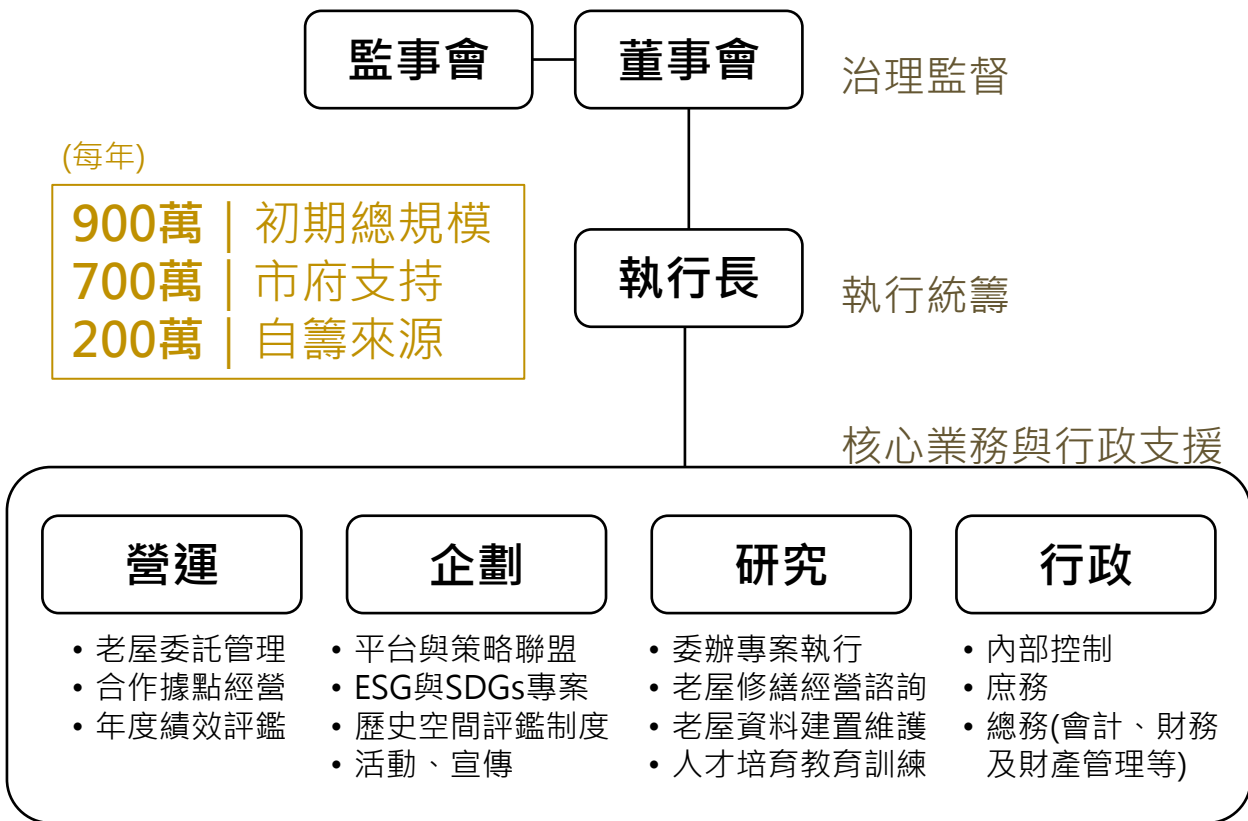 監事會
董事會
治理監督
(每年)
900萬｜初期總規模
700萬｜市府支持
200萬｜自籌來源
執行長
執行統籌
核心業務與行政支援
營運
• 老屋委託管理
• 合作據點經營
• 年度績效評鑑
企劃
• 平台與策略聯盟
• ESG與SDGs專案
• 歷史空間評鑑制度
• 活動、宣傳
研究
• 委辦專案執行
• 老屋修繕經營諮詢
• 老屋資料建置維護
• 人才培育教育訓練
行政
• 內部控制
• 庶務
• 總務(會計、財務
及財產管理等)